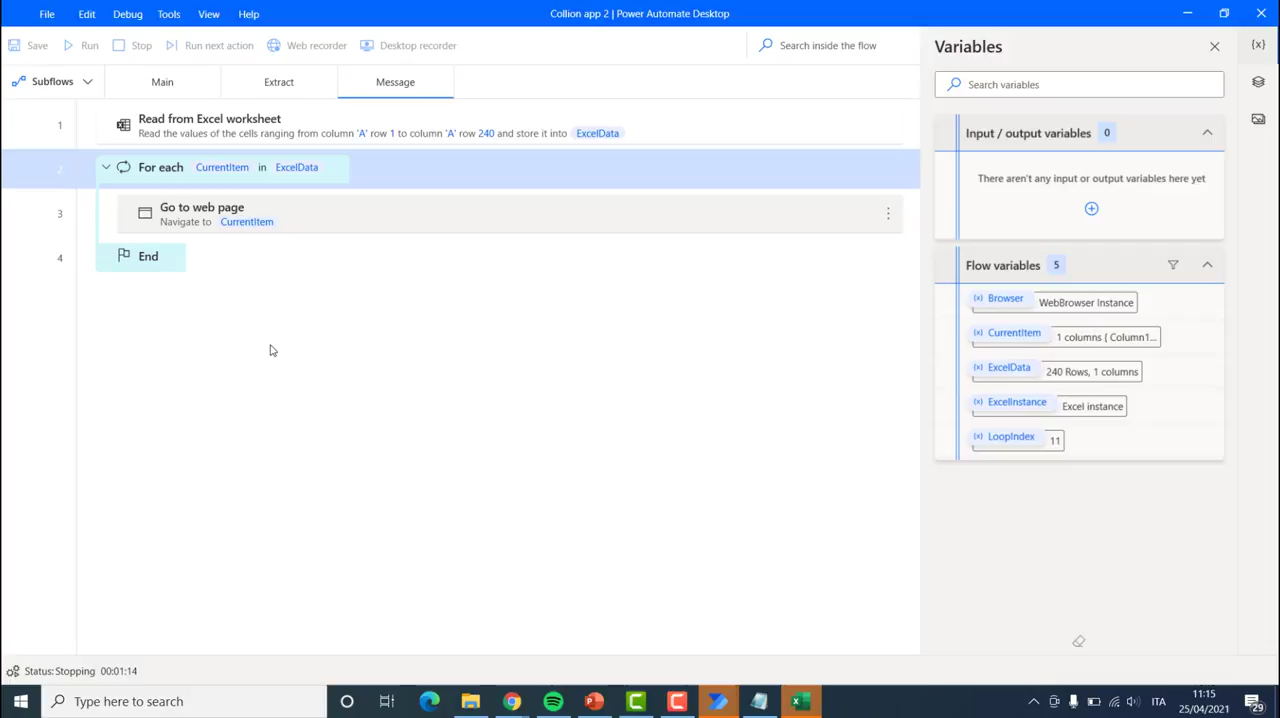 File Edit Debug Tools View Help
Collion app 2 | Power Automate Desktop
Save Run Stop Run next action Web recorder Desktop recorder
Search inside the flow
Subflows Main Extract Message
1
Read from Excel worksheet
Read the values of the cells ranging from column 'A' row 1 to column 'A' row 240 and store it into ExcelData
2
For each CurrentItem in ExcelData
3
Go to web page
Navigate to CurrentItem
4
End
Variables
{x}
Search variables
Input / output variables 0
There aren't any input or output variables here yet
Flow variables 5
(x) Browser WebBrowser Instance
(x) CurrentItem 1 columns { Column1...
(x) ExcelData 240 Rows, 1 columns
(x) ExcelInstance Excel instance
(x) LoopIndex 11
Status:Stopping 00:01:14
Type here to search
ITA
11:15
25/04/2021
29